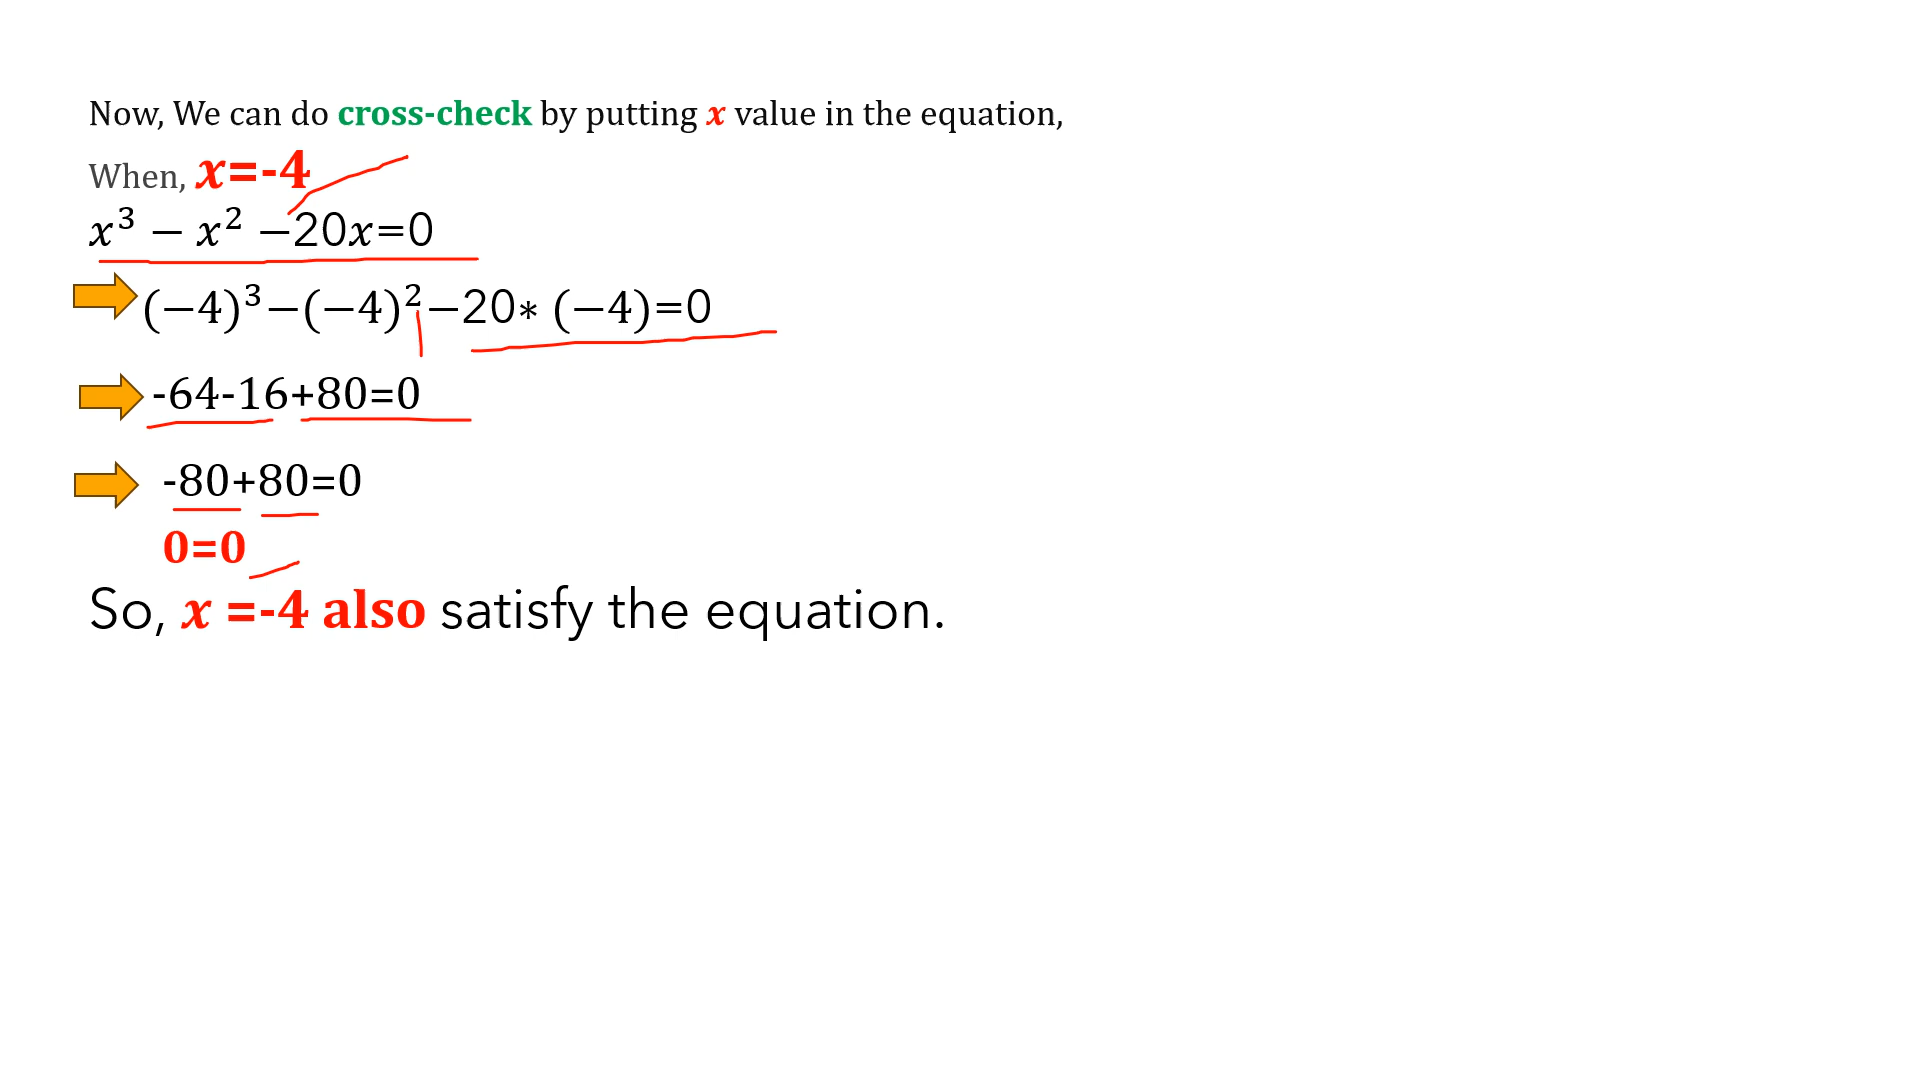 Now, We can do cross-check by putting x value in the equation,
When, x=-4
x³ − x² −20x=0
(−4)³−(−4)²−20∗ (−4)=0
-64-16+80=0
-80+80=0
0=0
So, x =-4 also satisfy the equation.